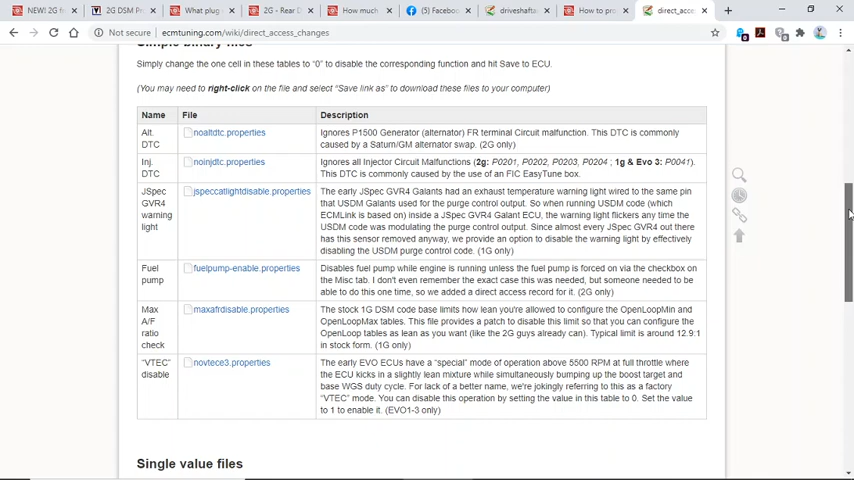 NEW! 2G fr
2G DSM Pr
What plug
2G - Rear D
How much
(5) Facebook
driveshafta
How to pro
direct_acce
Not secure
ecmtuning.com/wiki/direct_access_changes
Simple binary files
Simply change the one cell in these tables to "0" to disable the corresponding function and hit Save to ECU.
(You may need to right-click on the file and select "Save link as" to download these files to your computer)
Name File Description
Alt. DTC
noaltdtc.properties
Ignores P1500 Generator (alternator) FR terminal Circuit malfunction. This DTC is commonly
caused by a Saturn/GM alternator swap. (2G only)
Inj. DTC
noinjdtc.properties
Ignores all Injector Circuit Malfunctions (2g: P0201, P0202, P0203, P0204 ; 1g & Evo 3: P0041).
This DTC is commonly caused by the use of an FIC EasyTune box.
JSpec
GVR4
warning
light
jspeccatlightdisable.properties
The early JSpec GVR4 Galants had an exhaust temperature warning light wired to the same pin
that USDM Galants used for the purge control output. So when running USDM code (which
ECMLink is based on) inside a JSpec GVR4 Galant ECU, the warning light flickers any time the
USDM code was modulating the purge control output. Since almost every JSpec GVR4 out there
has this sensor removed anyway, we provide an option to disable the warning light by effectively
disabling the USDM purge control code. (1G only)
Fuel
pump
fuelpump-enable.properties
Disables fuel pump while engine is running unless the fuel pump is forced on via the checkbox on
the Misc tab. I don't even remember the exact case this was needed, but someone needed to be
able to do this one time, so we added a direct access record for it. (2G only)
Max
A/F
ratio
check
maxafrdisable.properties
The stock 1G DSM code base limits how lean you're allowed to configure the OpenLoopMin and
OpenLoopMax tables. This file provides a patch to disable this limit so that you can configure the
OpenLoop tables as lean as you want (like the 2G guys already can). Typical limit is around 12.9:1
in stock form. (1G only)
"VTEC"
disable
novtece3.properties
The early EVO ECUs have a "special" mode of operation above 5500 RPM at full throttle where
the ECU kicks in a slightly lean mixture while simultaneously bumping up the boost target and
base WGS duty cycle. For lack of a better name, we're jokingly referring to this as a factory
"VTEC" mode. You can disable this operation by setting the value in this table to 0. Set the value
to 1 to enable it. (EVO1-3 only)
Single value files